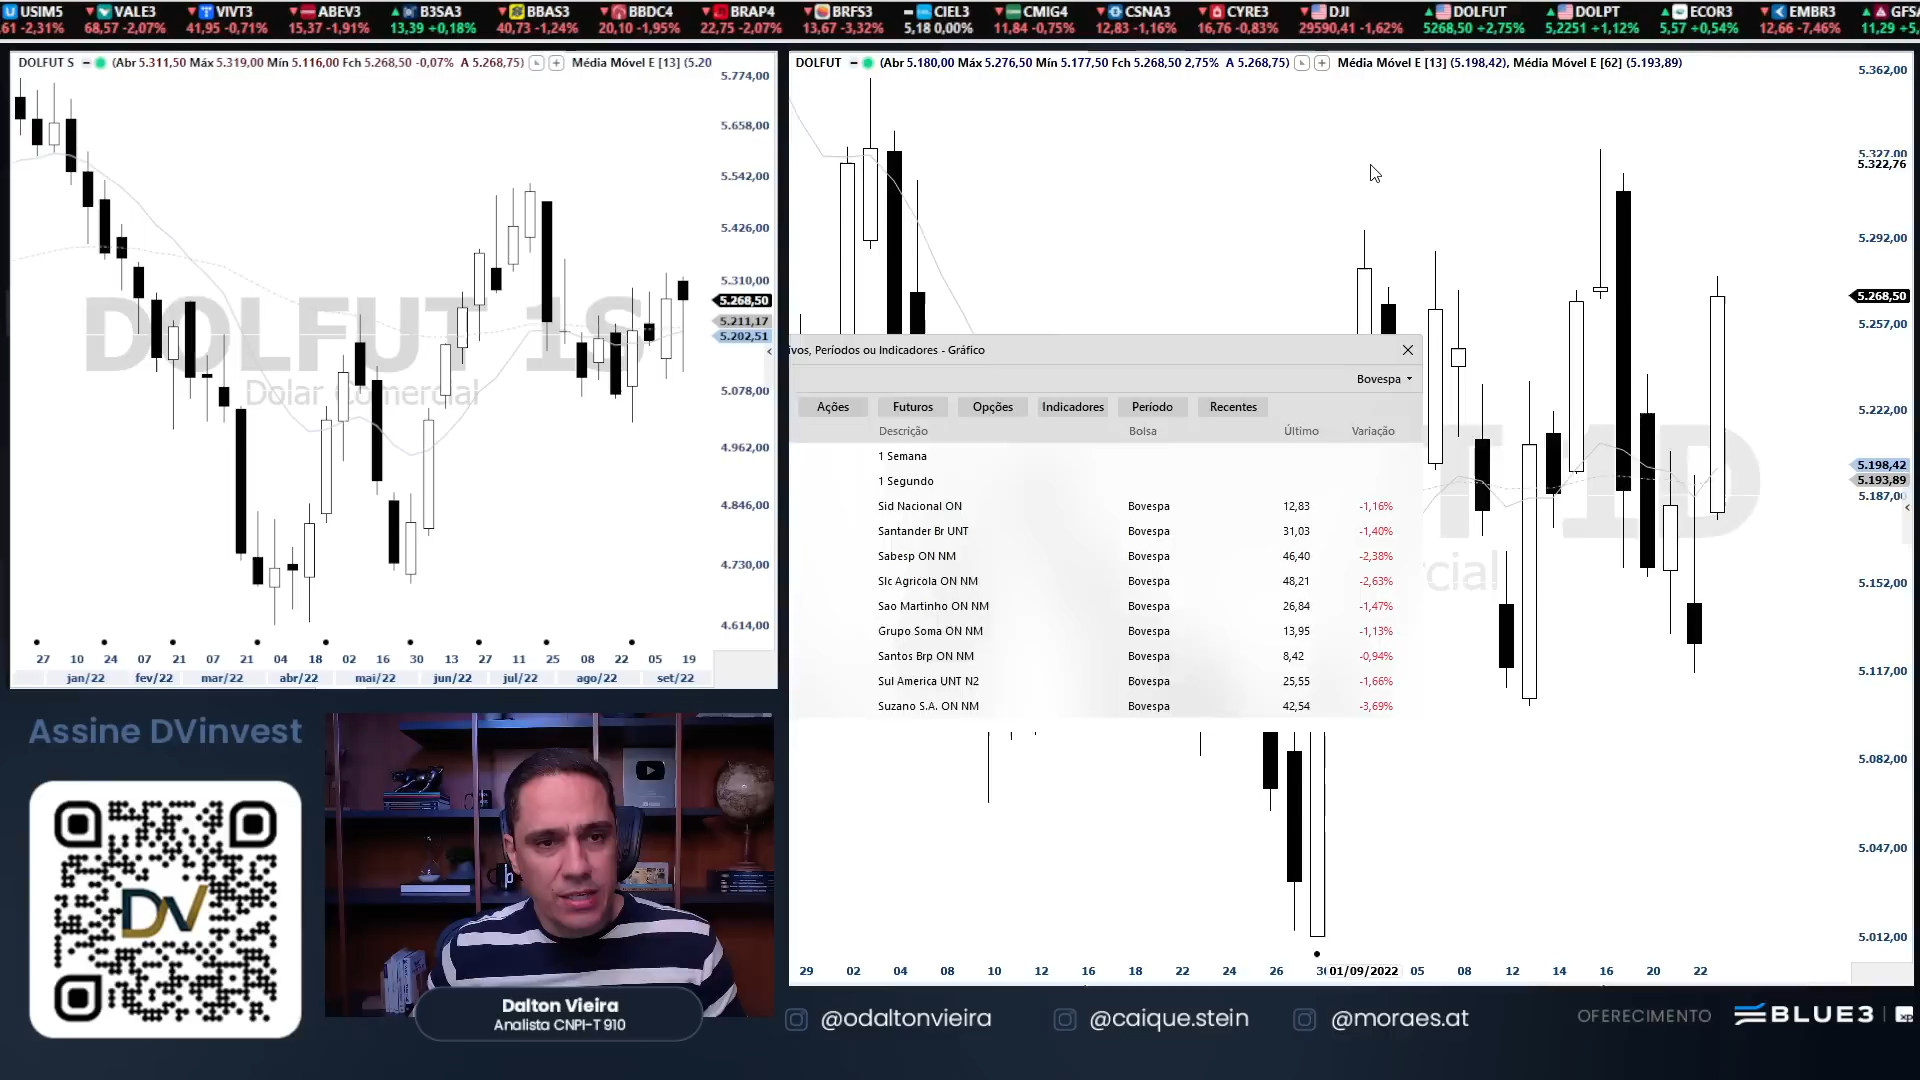 USIM5 VALE3 VIVT3 ABEV3 B3SA3 BBAS3 BBDC4 BRAP4 BRFS3 CIEL3 CMIG4 CSNA3 CYRE3 DJI DOLFUT DOLPT ECOR3 EMBR3
61 -2,31% 68,57 -2,07% 41,95 -0,71% 15,37 -1,91% 13,39 +0,18% 40,73 -1,24% 20,10 -1,95% 22,75 -2,07% 13,67 -3,32% 5,18 0,00% 11,84 -0,75% 12,83 -1,16% 16,76 -0,83% 29590,41 -1,62% 5268,50 +2,75% 5,2251 +1,12% 5,57 +0,54% 12,66 -7,46% 11,29
DOLFUT S (Abr 5.311,50 Máx 5.319,00 Mín 5.116,00 Fch 5.268,50 -0,07% A 5.268,75) Média Móvel E [13] (5.20
5.774,00
5.658,00
5.542,00
5.426,00
5.310,00
5.268,50
5.211,17
5.202,51
5.078,00
4.962,00
4.846,00
4.730,00
4.614,00
DOLFUT 1S
Dolar Comercial
27 10 24 07 21 07 21 04 18 02 16 30 13 27 11 25 08 22 05 19
jan/22 fev/22 mar/22 abr/22 mai/22 jun/22 jul/22 ago/22 set/22
DOLFUT (Abr 5.180,00 Máx 5.276,50 Mín 5.177,50 Fch 5.268,50 2,75% A 5.268,75) Média Móvel E [13] (5.198,42), Média Móvel E [62] (5.193,89)
5.362,00
5.327,00
5.322,76
5.292,00
5.268,50
5.257,00
5.222,00
5.198,42
5.193,89
5.187,00
5.152,00
5.117,00
5.082,00
5.047,00
5.012,00
T 1D
cial
ivos, Períodos ou Indicadores - Gráfico
Bovespa
Ações Futuros Opções Indicadores Período Recentes
Descrição Bolsa Último Variação
1 Semana
1 Segundo
Sid Nacional ON Bovespa 12,83 -1,16%
Santander Br UNT Bovespa 31,03 -1,40%
Sabesp ON NM Bovespa 46,40 -2,38%
Slc Agricola ON NM Bovespa 48,21 -2,63%
Sao Martinho ON NM Bovespa 26,84 -1,47%
Grupo Soma ON NM Bovespa 13,95 -1,13%
Santos Brp ON NM Bovespa 8,42 -0,94%
Sul America UNT N2 Bovespa 25,55 -1,66%
Suzano S.A. ON NM Bovespa 42,54 -3,69%
29 02 04 08 10 12 16 18 22 24 26 01/09/2022 05 08 12 14 16 20 22
Assine DVinvest
DV
Dalton Vieira
Analista CNPI-T 910
@odaltonvieira @caique.stein @moraes.at
OFERECIMENTO BLUE3 xp